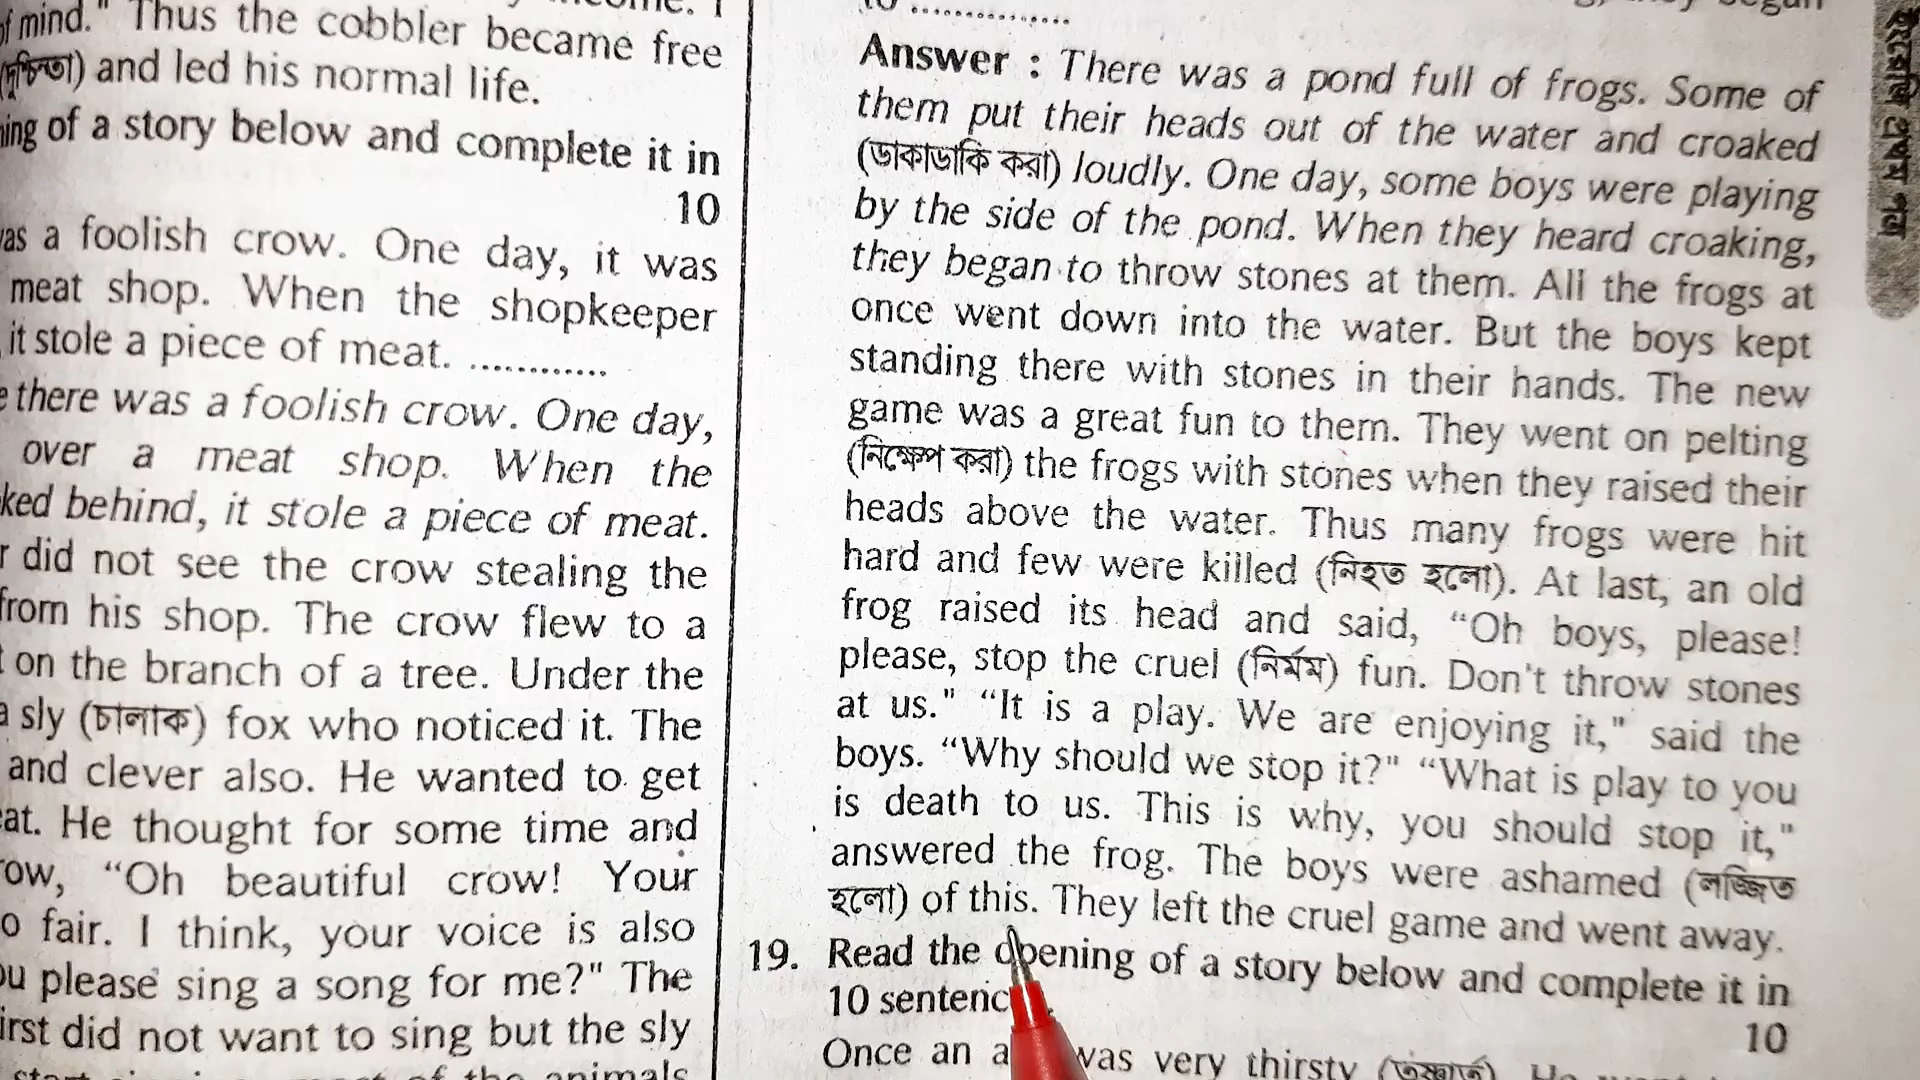 of mind." Thus the cobbler became free
(দুশ্চিন্তা) and led his normal life.
of a story below and complete it in
10
a foolish crow. One day, it was
meat shop. When the shopkeeper
it stole a piece of meat. ............
there was a foolish crow. One day,
over a meat shop. When the
behind, it stole a piece of meat.
did not see the crow stealing the
from his shop. The crow flew to a
on the branch of a tree. Under the
a sly (চালাক) fox who noticed it. The
and clever also. He wanted to get
He thought for some time and
"Oh beautiful crow! Your
fair. I think, your voice is also
please sing a song for me?" The
did not want to sing but the sly
of the animals
...............
Answer : There was a pond full of frogs. Some of
them put their heads out of the water and croaked
(ডাকাডাকি করা) loudly. One day, some boys were playing
by the side of the pond. When they heard croaking,
they began to throw stones at them. All the frogs at
once went down into the water. But the boys kept
standing there with stones in their hands. The new
game was a great fun to them. They went on pelting
(নিক্ষেপ করা) the frogs with stones when they raised their
heads above the water. Thus many frogs were hit
hard and few were killed (নিহত হলো). At last, an old
frog raised its head and said, "Oh boys, please!
please, stop the cruel (নির্মম) fun. Don't throw stones
at us." "It is a play. We are enjoying it," said the
boys. "Why should we stop it?" "What is play to you
is death to us. This is why, you should stop it,"
answered the frog. The boys were ashamed (লজ্জিত
হলো) of this. They left the cruel game and went away.
19. Read the opening of a story below and complete it in
10
10
Once an was very thirsty (তৃষ্ণার্ত). He
ইংরেজি প্রথম পত্র